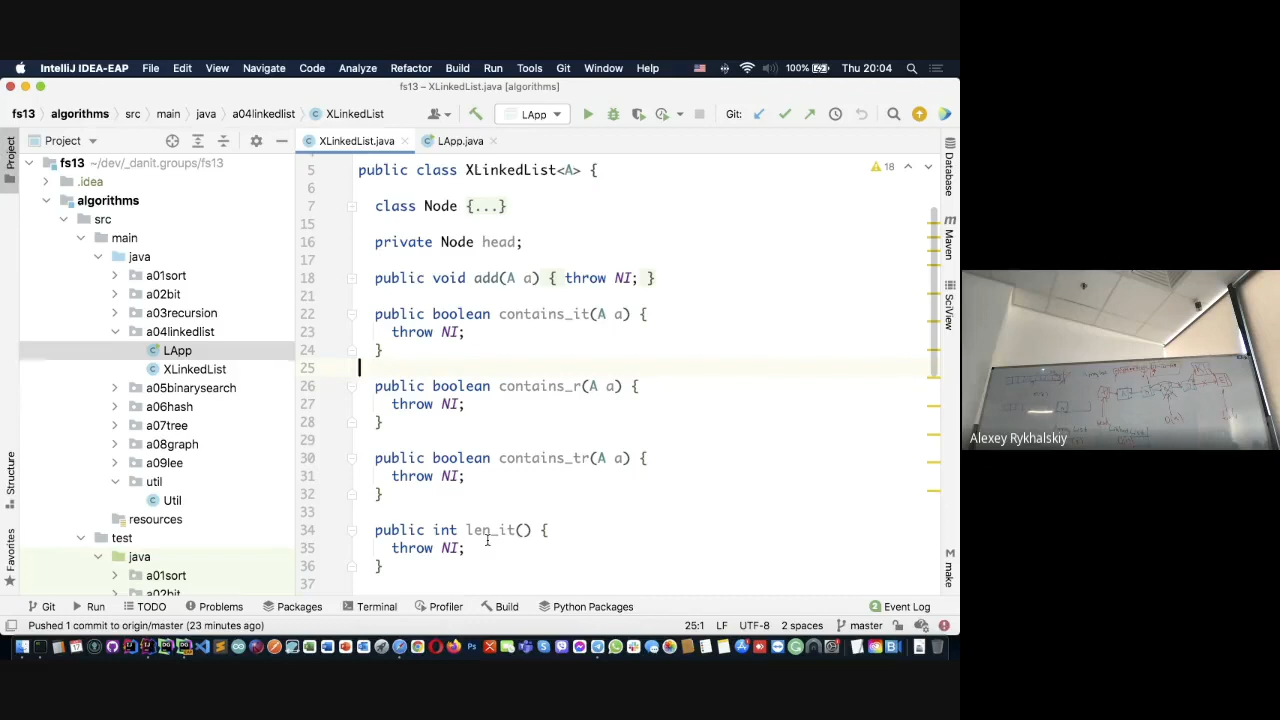 IntelliJ IDEA-EAP File Edit View Navigate Code Analyze Refactor Build Run Tools Git Window Help 100% Thu 20:04
fs13 – XLinkedList.java [algorithms]
fs13 algorithms src main java a04linkedlist XLinkedList LApp Git:
Project
Project
XLinkedList.java
LApp.java
fs13 ~/dev/_danit.groups/fs13
.idea
algorithms
src
main
java
a01sort
a02bit
a03recursion
a04linkedlist
LApp
XLinkedList
a05binarysearch
a06hash
a07tree
a08graph
a09lee
util
Util
resources
test
java
a01sort
a02bit
Structure
Favorites
18
5 public class XLinkedList<A> {
6
7 class Node {...}
15
16 private Node head;
17
18 public void add(A a) { throw NI; }
21
22 public boolean contains_it(A a) {
23 throw NI;
24 }
25
26 public boolean contains_r(A a) {
27 throw NI;
28 }
29
30 public boolean contains_tr(A a) {
31 throw NI;
32 }
33
34 public int len_it() {
35 throw NI;
36 }
37
Database
Maven
SciView
make
Git Run TODO Problems Packages Terminal Profiler Build Python Packages 2 Event Log
Pushed 1 commit to origin/master (23 minutes ago) 25:1 LF UTF-8 2 spaces master
Alexey Rykhalskiy